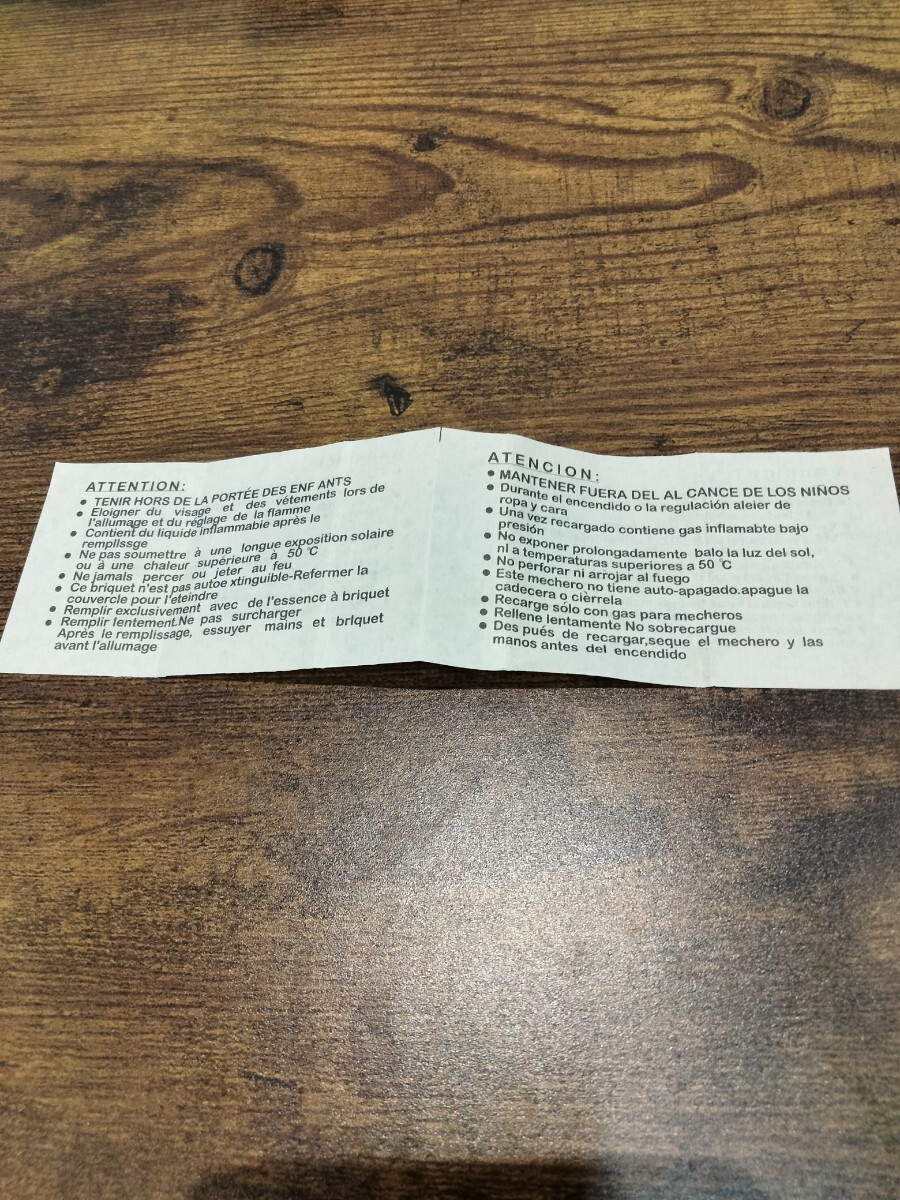 ATTENTION:
● TENIR HORS DE LA PORTÉE DES ENF ANTS
● Eloigner du visage et des vétements lors de
l'allumage et du réglage de la flamme
● Contient du liquide inflammabie après le
remplIssge
● Ne pas soumettre à une longue exposition solaire
ou à une chaleur supérieure à 50 ℃
● Ne jamais percer ou jeter au feu
● Ce briquet n'est pas autoe xtinguible-Refermer la
couvercle pour l'éteindre
● Remplir exclusivement avec de l'essence à briquet
● Remplir lentement.Ne pas surcharger
Après le remplissage, essuyer mains et brIquet
avant l'allumage
ATENCION:
● MANTENER FUERA DEL AL CANCE DE LOS NIÑOS
● Durante el encendido o la regulación aleier de
ropa y cara
● Una vez recargado contiene gas inflamabte bajo
presión
● No exponer prolongadamente balo la luz del sol,
nl a temperaturas superiores a 50 ℃
● No perforar ni arrojar al fuego
● Este mechero no tiene auto-apagado.apague la
cadecera o cièrrela
● Recarge sólo con gas para mecheros
● Rellene lentamente No sobrecargue
● Des pués de recargar,seque el mechero y las
manos antes del encendido